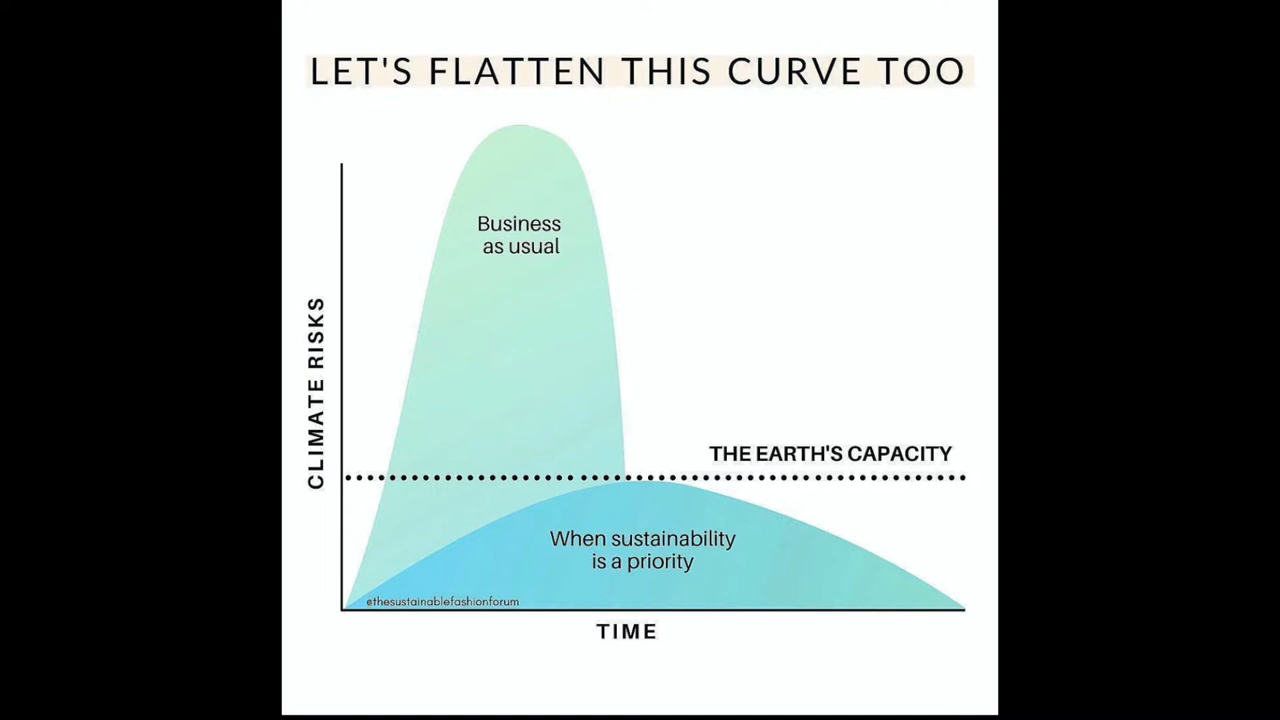 LET'S FLATTEN THIS CURVE TOO
Business
as usual
CLIMATE RISKS
THE EARTH'S CAPACITY
When sustainability
is a priority
@thesustainablefashionforum
TIME